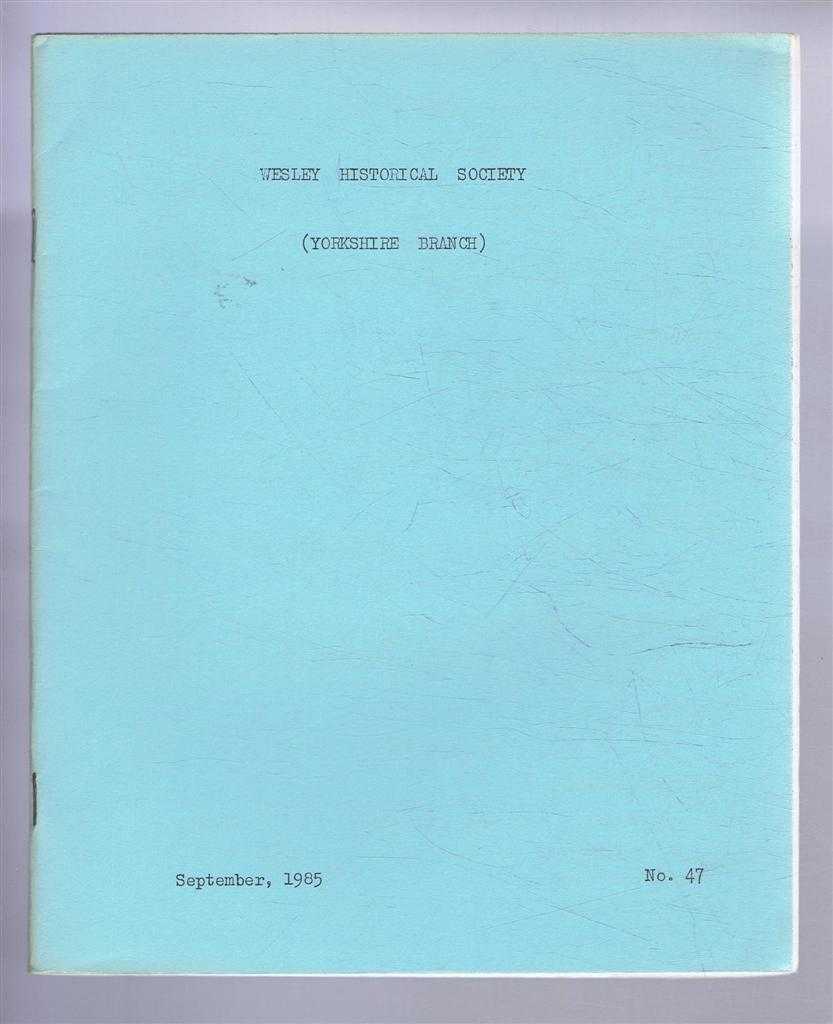 WESLEY HISTORICAL SOCIETY
(YORKSHIRE BRANCH)
September, 1985 No. 47